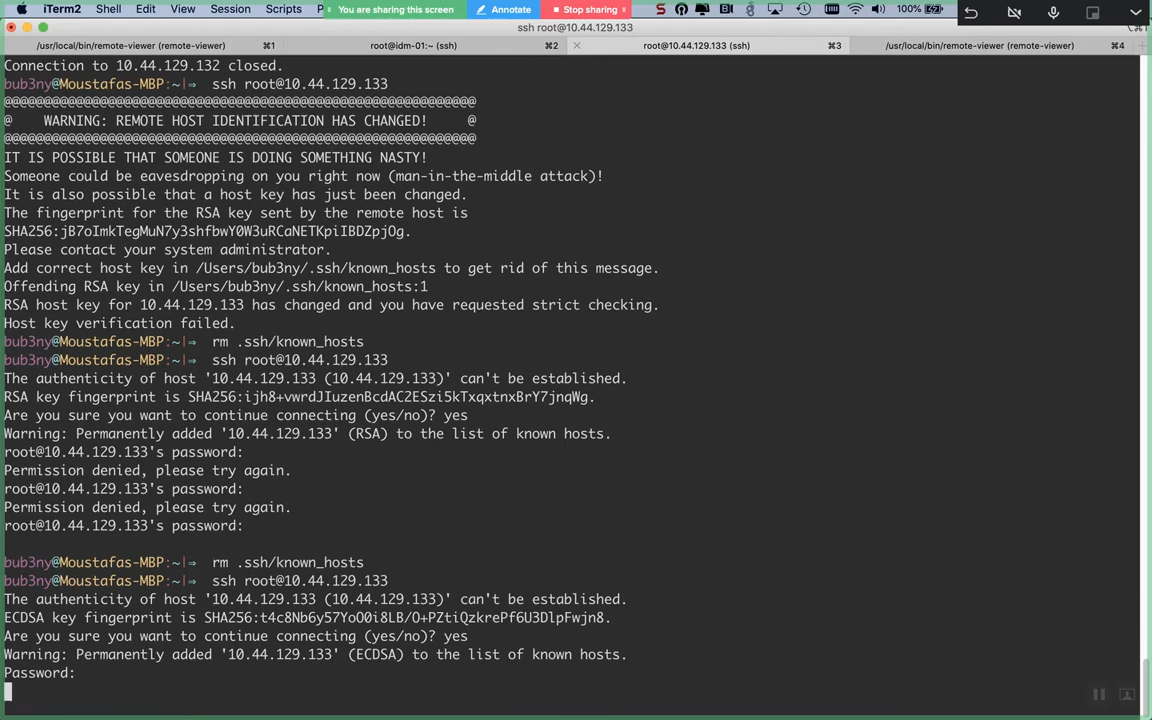 iTerm2 Shell Edit View Session Scripts P
You are sharing this screen
Annotate
Stop sharing
100%
ssh root@10.44.129.133
/usr/local/bin/remote-viewer (remote-viewer) ⌘1
root@idm-01:~ (ssh) ⌘2
root@10.44.129.133 (ssh) ⌘3
/usr/local/bin/remote-viewer (remote-viewer) ⌘4
Connection to 10.44.129.132 closed.
bub3ny@Moustafas-MBP:~|⇒  ssh root@10.44.129.133
@@@@@@@@@@@@@@@@@@@@@@@@@@@@@@@@@@@@@@@@@@@@@@@@@@@@@@@@@@@
@    WARNING: REMOTE HOST IDENTIFICATION HAS CHANGED!     @
@@@@@@@@@@@@@@@@@@@@@@@@@@@@@@@@@@@@@@@@@@@@@@@@@@@@@@@@@@@
IT IS POSSIBLE THAT SOMEONE IS DOING SOMETHING NASTY!
Someone could be eavesdropping on you right now (man-in-the-middle attack)!
It is also possible that a host key has just been changed.
The fingerprint for the RSA key sent by the remote host is
SHA256:jB7oImkTegMuN7y3shfbwY0W3uRCaNETKpiIBDZpjOg.
Please contact your system administrator.
Add correct host key in /Users/bub3ny/.ssh/known_hosts to get rid of this message.
Offending RSA key in /Users/bub3ny/.ssh/known_hosts:1
RSA host key for 10.44.129.133 has changed and you have requested strict checking.
Host key verification failed.
bub3ny@Moustafas-MBP:~|⇒  rm .ssh/known_hosts
bub3ny@Moustafas-MBP:~|⇒  ssh root@10.44.129.133
The authenticity of host '10.44.129.133 (10.44.129.133)' can't be established.
RSA key fingerprint is SHA256:ijh8+vwrdJIuzenBcdAC2ESzi5kTxqxtnxBrY7jnqWg.
Are you sure you want to continue connecting (yes/no)? yes
Warning: Permanently added '10.44.129.133' (RSA) to the list of known hosts.
root@10.44.129.133's password:
Permission denied, please try again.
root@10.44.129.133's password:
Permission denied, please try again.
root@10.44.129.133's password:
bub3ny@Moustafas-MBP:~|⇒  rm .ssh/known_hosts
bub3ny@Moustafas-MBP:~|⇒  ssh root@10.44.129.133
The authenticity of host '10.44.129.133 (10.44.129.133)' can't be established.
ECDSA key fingerprint is SHA256:t4c8Nb6y57YoO0i8LB/O+PZtiQzkrePf6U3DlpFwjn8.
Are you sure you want to continue connecting (yes/no)? yes
Warning: Permanently added '10.44.129.133' (ECDSA) to the list of known hosts.
Password: